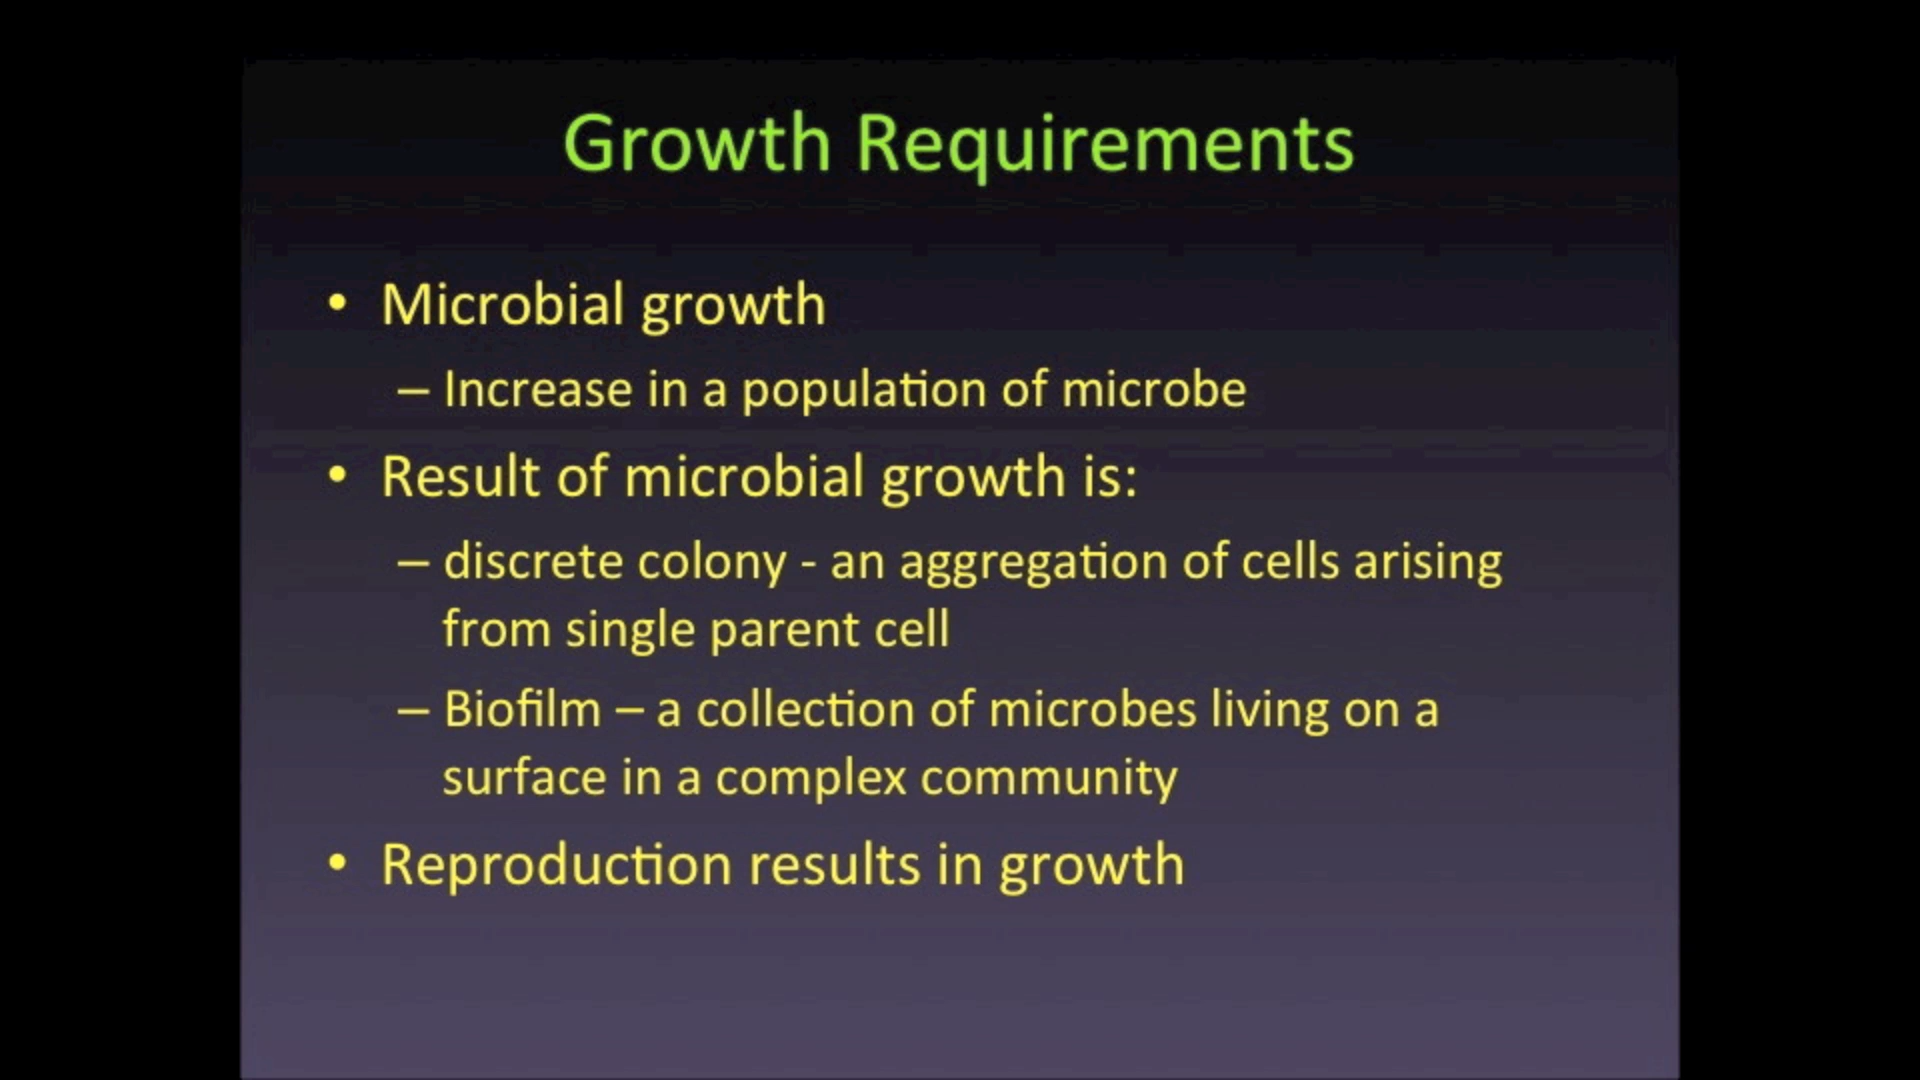 Growth Requirements
• Microbial growth
– Increase in a population of microbe
• Result of microbial growth is:
– discrete colony - an aggregation of cells arising
from single parent cell
– Biofilm – a collection of microbes living on a
surface in a complex community
• Reproduction results in growth